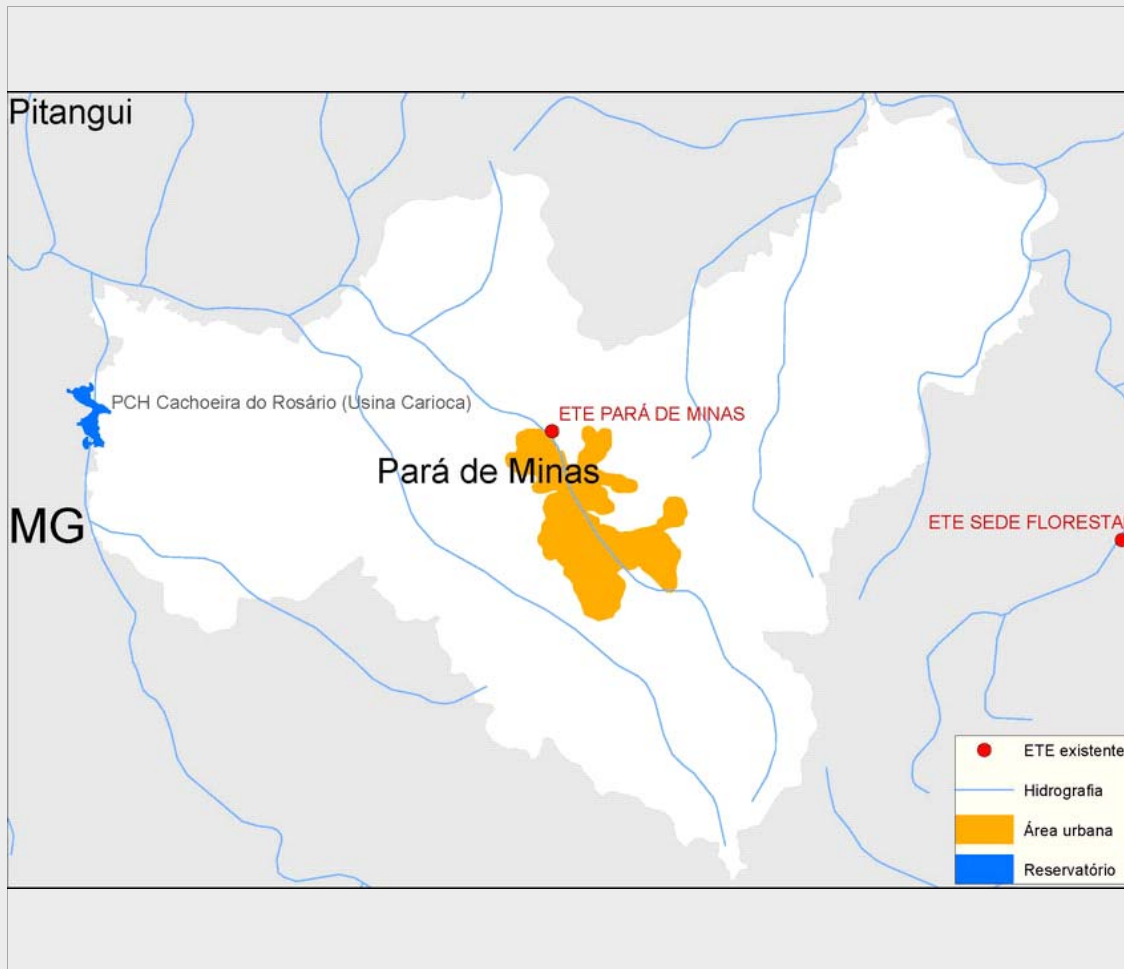 Pitangui
PCH Cachoeira do Rosário (Usina Carioca)
ETE PARÁ DE MINAS
Pará de Minas
MG
ETE SEDE FLORESTA
ETE existente
Hidrografia
Área urbana
Reservatório